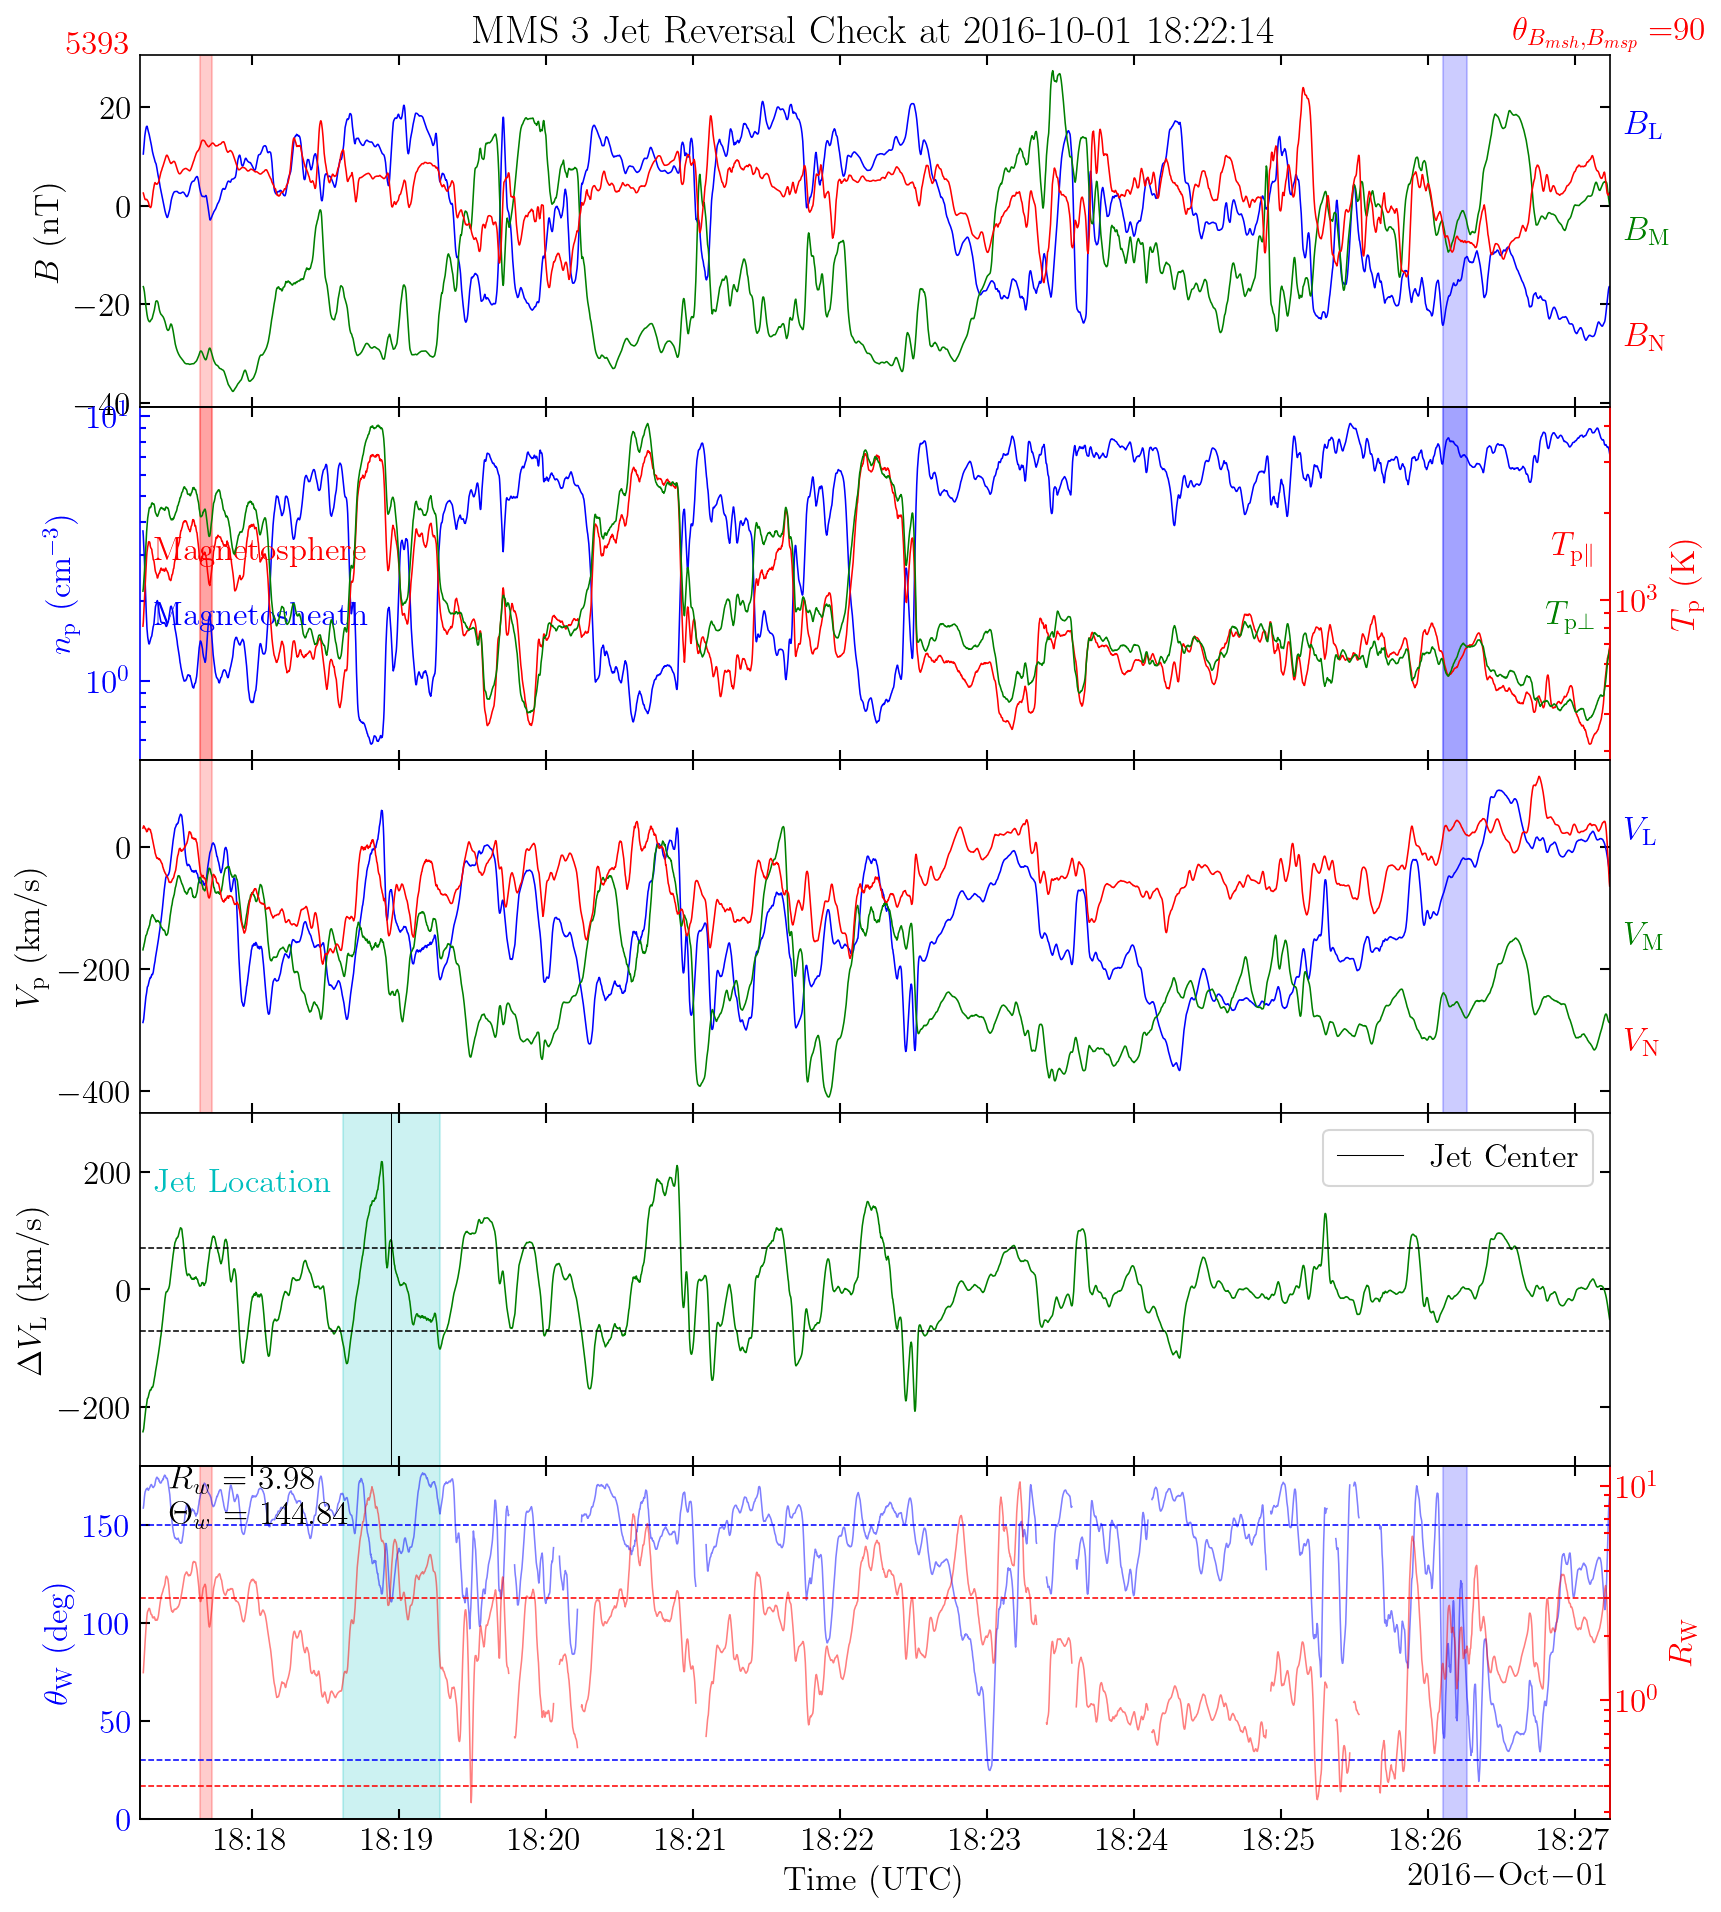 MMS 3 Jet Reversal Check at 2016-10-01 18:22:14
5393
θ_{B_{msh},B_{msp}} =90
20
0
−20
−40
B (nT)
B_L
B_M
B_N
10^1
10^0
n_p (cm^{−3})
Magnetosphere
Magnetosheath
T_{p∥}
T_{p⊥}
10^3
T_p (K)
0
−200
−400
V_p (km/s)
V_L
V_M
V_N
200
0
−200
ΔV_L (km/s)
Jet Location
Jet Center
R_w = 3.98
Θ_w = 144.84
150
100
50
0
θ_W (deg)
10^1
10^0
R_W
18:18 18:19 18:20 18:21 18:22 18:23 18:24 18:25 18:26 18:27
Time (UTC)
2016−Oct−01